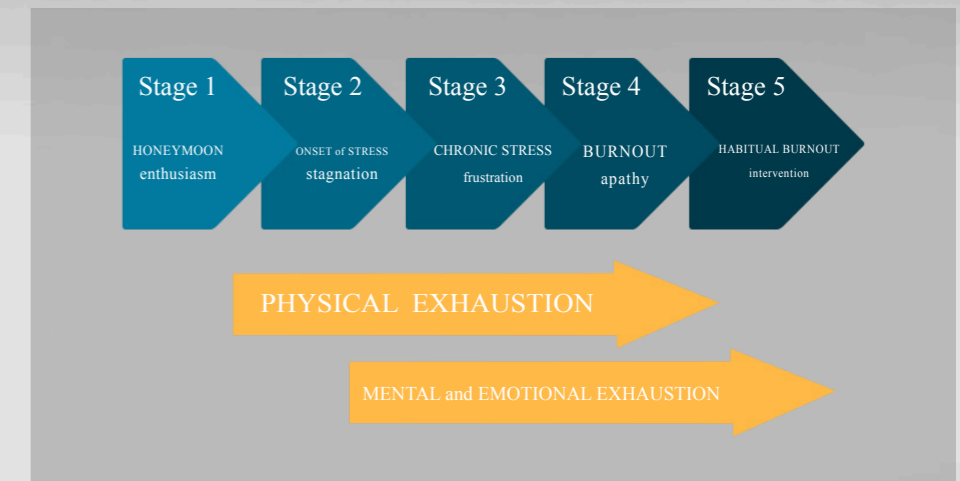 Stage 1
HONEYMOON
enthusiasm
Stage 2
ONSET of STRESS
stagnation
Stage 3
CHRONIC STRESS
frustration
Stage 4
BURNOUT
apathy
Stage 5
HABITUAL BURNOUT
intervention
PHYSICAL EXHAUSTION
MENTAL and EMOTIONAL EXHAUSTION